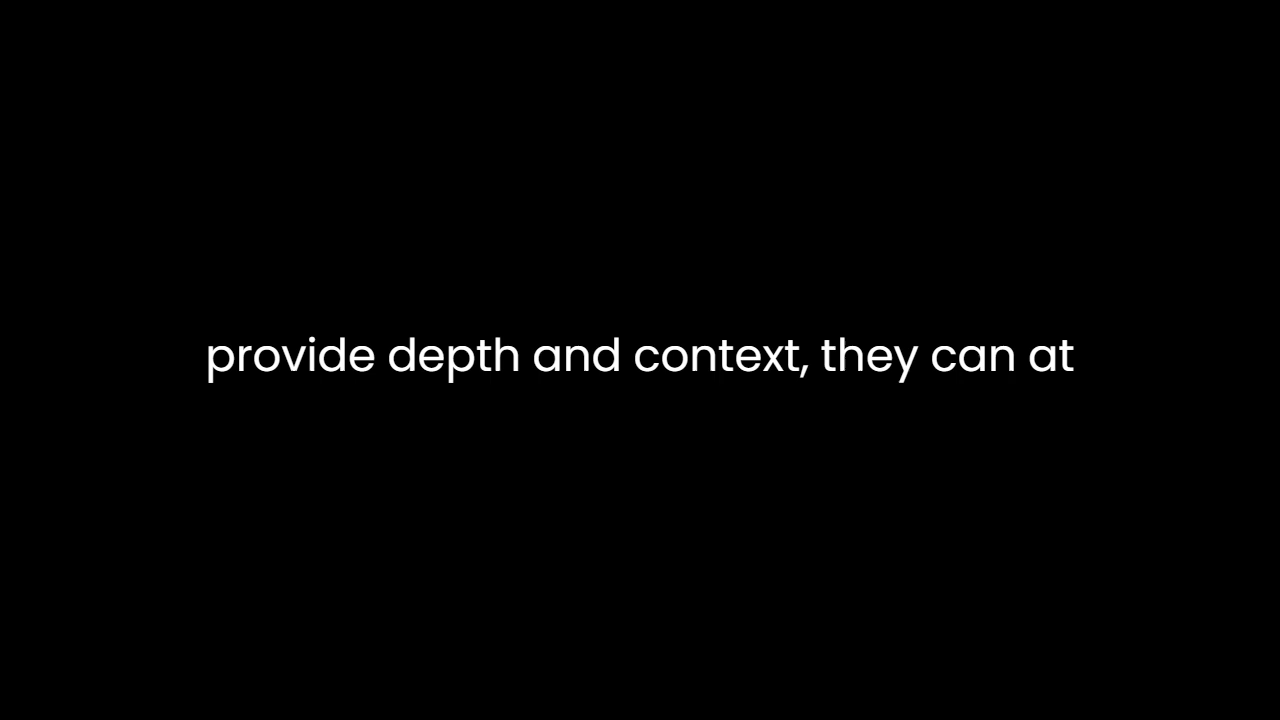 provide depth and context, they can at